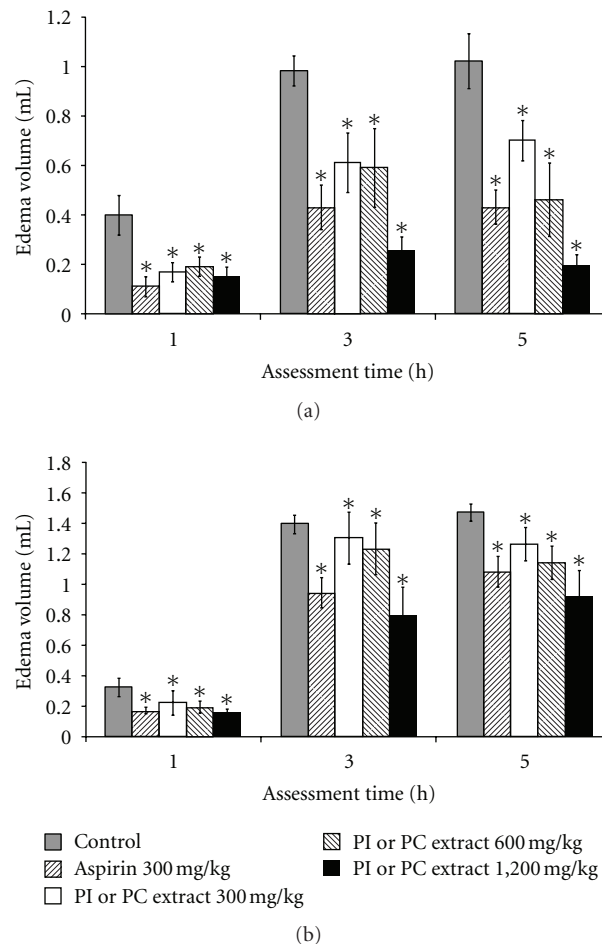 1.2
1
0.8
0.6
0.4
0.2
0
Edema volume (mL)
* * * *
* * * *
* * * *
1 3 5
Assessment time (h)
(a)
1.8
1.6
1.4
1.2
1
0.8
0.6
0.4
0.2
0
Edema volume (mL)
* * * *
* * * *
* * * *
1 3 5
Assessment time (h)
Control
Aspirin 300 mg/kg
PI or PC extract 300 mg/kg
PI or PC extract 600 mg/kg
PI or PC extract 1,200 mg/kg
(b)